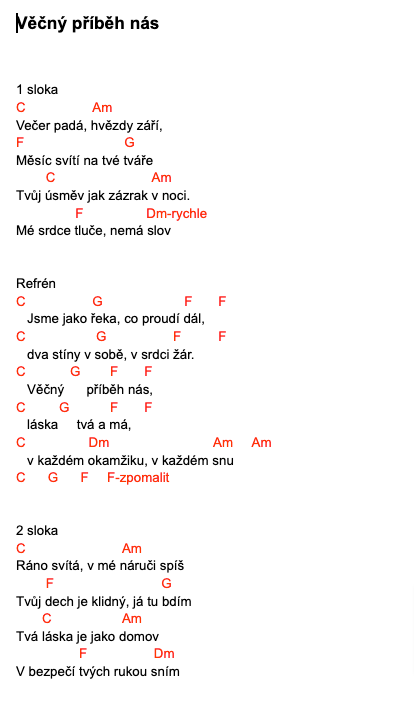 Věčný příběh nás
1 sloka
C Am
Večer padá, hvězdy září,
F G
Měsíc svítí na tvé tváře
C Am
Tvůj úsměv jak zázrak v noci.
F Dm-rychle
Mé srdce tluče, nemá slov
Refrén
C G F F
Jsme jako řeka, co proudí dál,
C G F F
dva stíny v sobě, v srdci žár.
C G F F
Věčný příběh nás,
C G F F
láska tvá a má,
C Dm Am Am
v každém okamžiku, v každém snu
C G F F-zpomalit
2 sloka
C Am
Ráno svítá, v mé náruči spíš
F G
Tvůj dech je klidný, já tu bdím
C Am
Tvá láska je jako domov
F Dm
V bezpečí tvých rukou sním